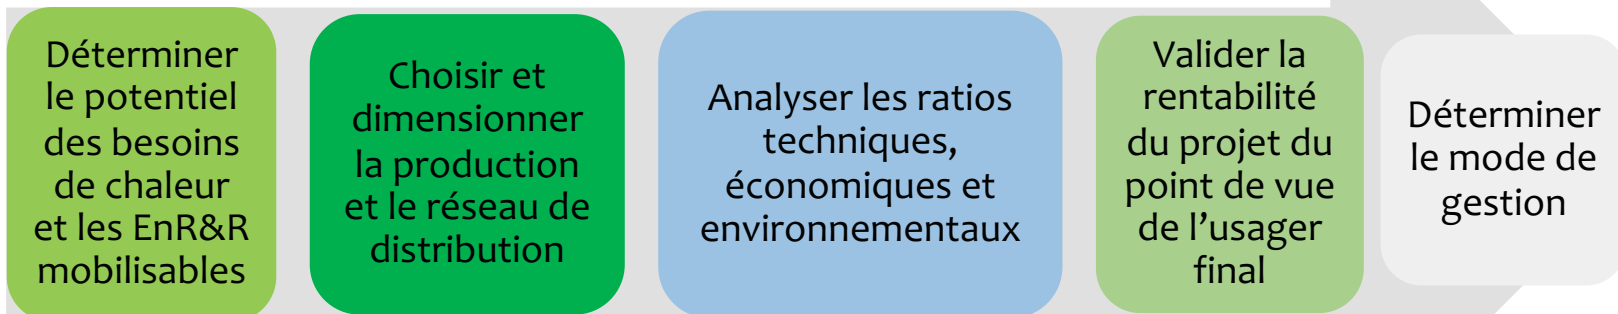 Déterminer
le potentiel
des besoins
de chaleur
et les EnR&R
mobilisables
Choisir et
dimensionner
la production
et le réseau de
distribution
Analyser les ratios
techniques,
économiques et
environnementaux
Valider la
rentabilité
du projet du
point de vue
de l’usager
final
Déterminer
le mode de
gestion